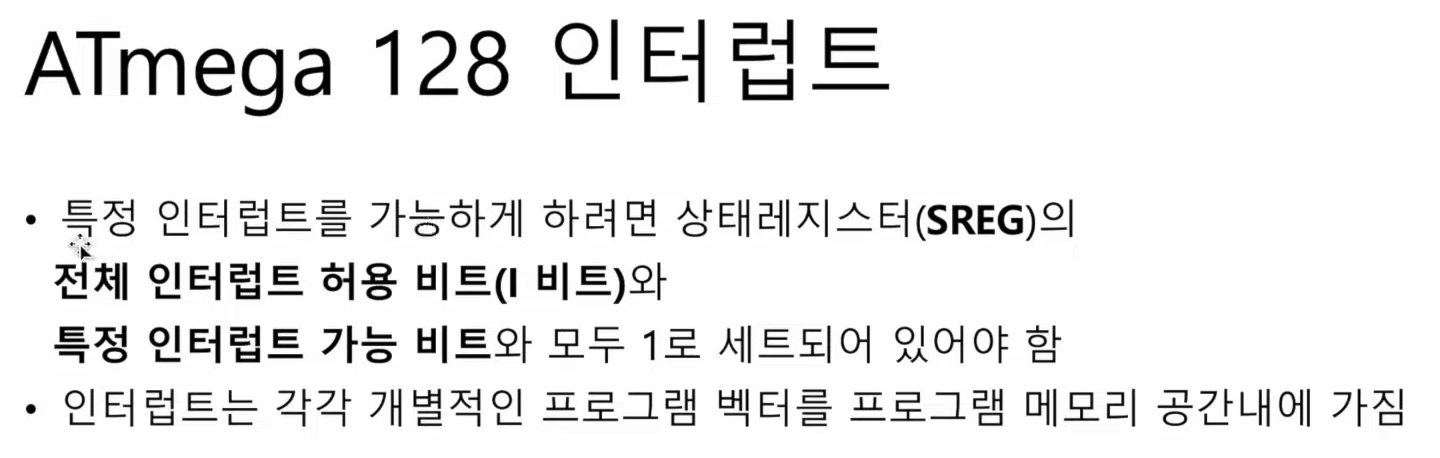 ATmega 128 인터럽트
• 특정 인터럽트를 가능하게 하려면 상태레지스터(SREG)의
전체 인터럽트 허용 비트(I 비트)와
특정 인터럽트 가능 비트와 모두 1로 세트되어 있어야 함
• 인터럽트는 각각 개별적인 프로그램 벡터를 프로그램 메모리 공간내에 가짐